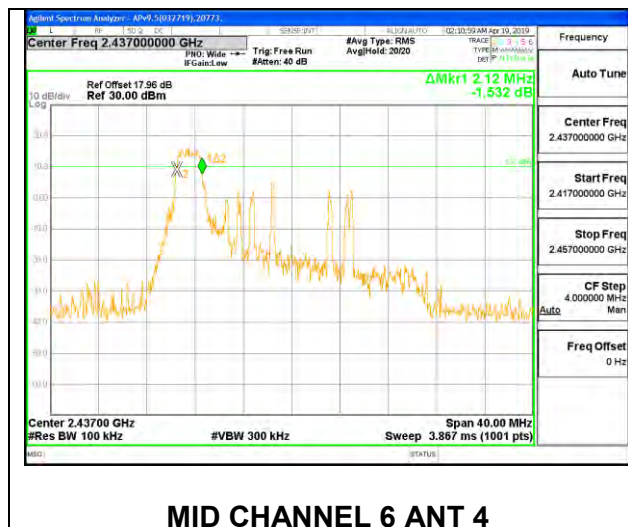 Agilent Spectrum Analyzer - APv9.5(032719),20773,
L RF 50 Ω DC SENSE:INT ALIGN AUTO 02:10:59 AM Apr 19, 2019
Center Freq 2.437000000 GHz
PNO: Wide
IFGain:Low
Trig: Free Run
#Atten: 40 dB
#Avg Type: RMS
Avg|Hold: 20/20
TRACE
TYPE
DET
Frequency
Auto Tune
Center Freq
2.437000000 GHz
Start Freq
2.417000000 GHz
Stop Freq
2.457000000 GHz
CF Step
4.000000 MHz
Auto Man
Freq Offset
0 Hz
ΔMkr1 2.12 MHz
-1.532 dB
Ref Offset 17.96 dB
10 dB/div Ref 30.00 dBm
Log
1Δ2
Center 2.43700 GHz Span 40.00 MHz
#Res BW 100 kHz #VBW 300 kHz Sweep 3.867 ms (1001 pts)
MSG STATUS
MID CHANNEL 6 ANT 4